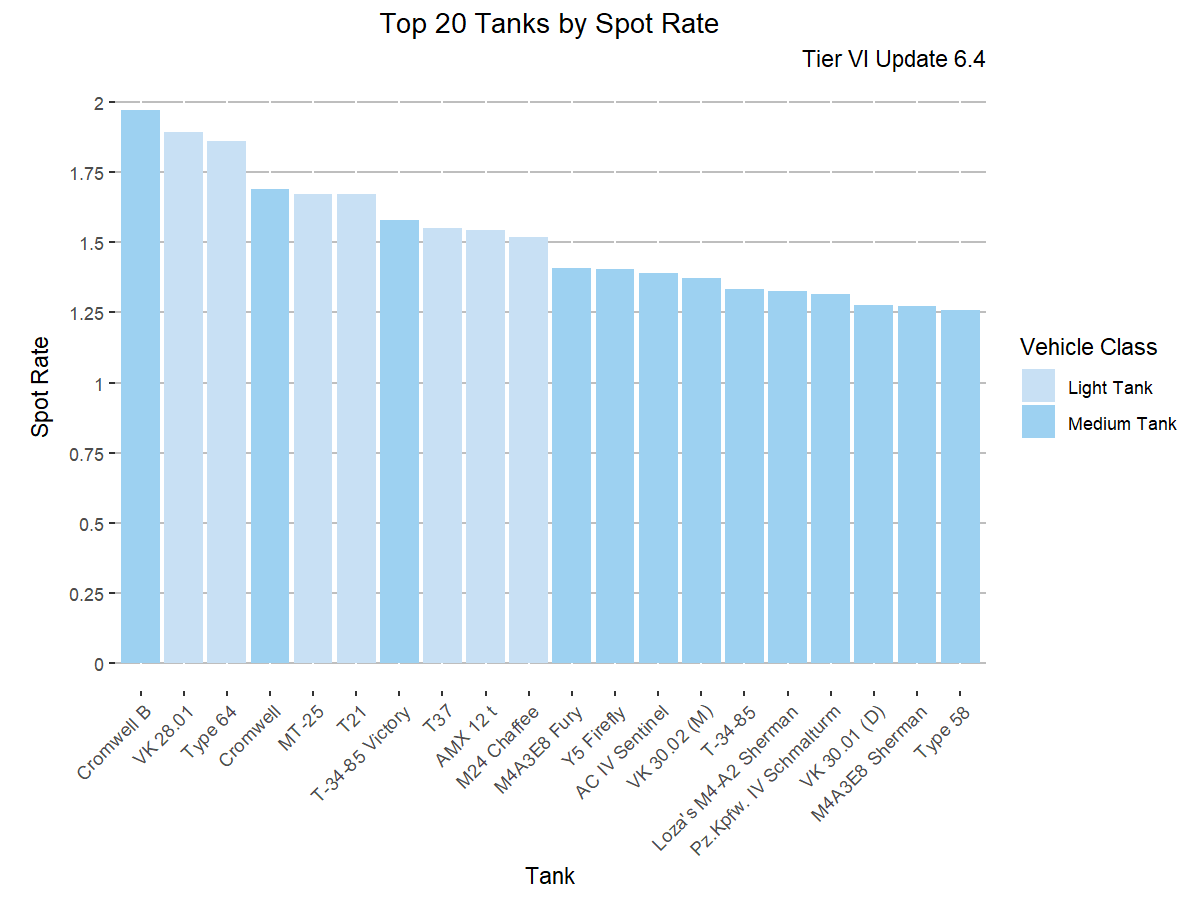 Top 20 Tanks by Spot Rate
Tier VI Update 6.4
2
1.75
1.5
1.25
1
0.75
0.5
0.25
0
Spot Rate
Cromwell B
VK 28.01
Type 64
Cromwell
MT-25
T21
T-34-85 Victory
T37
AMX 12 t
M24 Chaffee
M4A3E8 Fury
Y5 Firefly
AC IV Sentinel
VK 30.02 (M)
T-34-85
Loza's M4-A2 Sherman
Pz.Kpfw. IV Schmalturm
VK 30.01 (D)
M4A3E8 Sherman
Type 58
Tank
Vehicle Class
Light Tank
Medium Tank